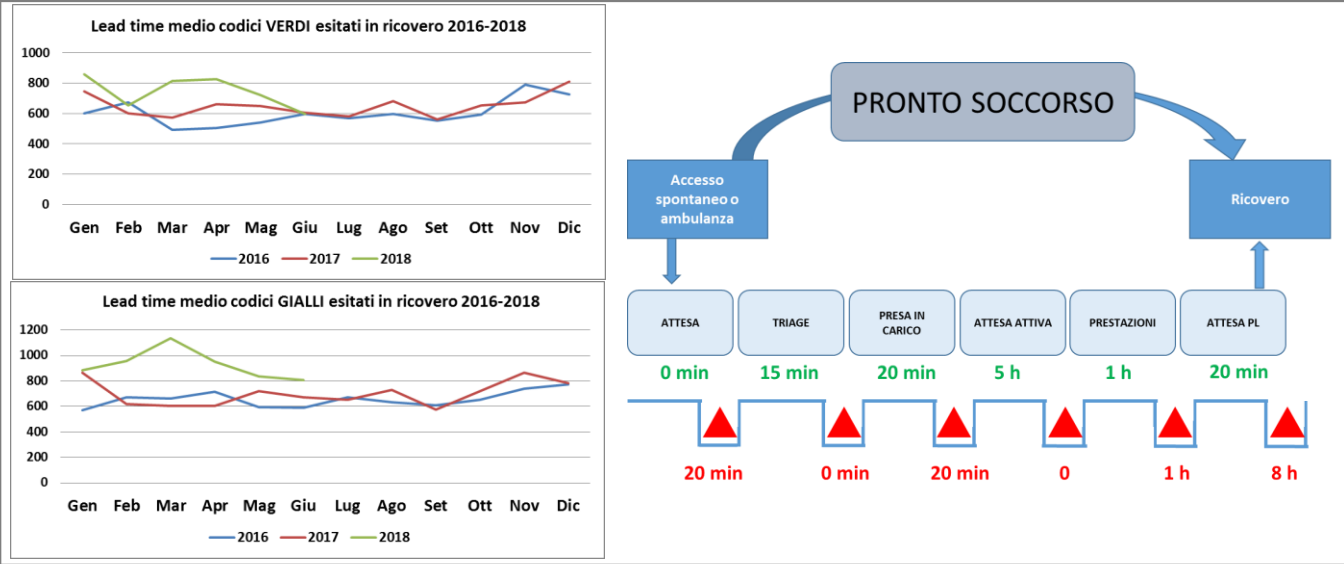 Lead time medio codici VERDI esitati in ricovero 2016-2018
1000
800
600
400
200
0
Gen Feb Mar Apr Mag Giu Lug Ago Set Ott Nov Dic
2016 2017 2018
Lead time medio codici GIALLI esitati in ricovero 2016-2018
1200
1000
800
600
400
200
0
Gen Feb Mar Apr Mag Giu Lug Ago Set Ott Nov Dic
2016 2017 2018
PRONTO SOCCORSO
Accesso
spontaneo o
ambulanza
Ricovero
ATTESA
TRIAGE
PRESA IN
CARICO
ATTESA ATTIVA
PRESTAZIONI
ATTESA PL
0 min 15 min 20 min 5 h 1 h 20 min
20 min 0 min 20 min 0 1 h 8 h